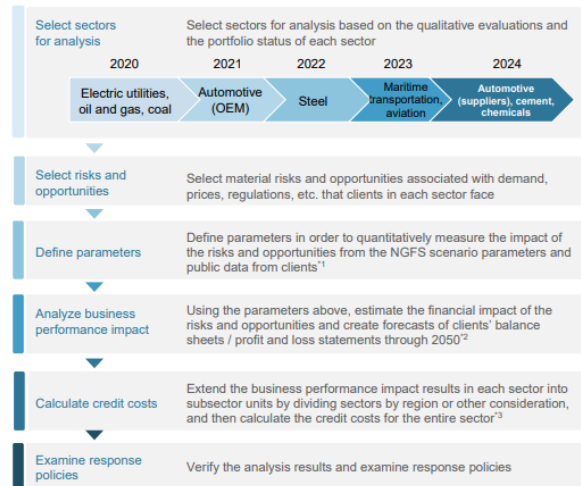 Select sectors
for analysis
Select sectors for analysis based on the qualitative evaluations and
the portfolio status of each sector
2020
2021
2022
2023
2024
Electric utilities,
oil and gas, coal
Automotive
(OEM)
Steel
Maritime
transportation,
aviation
Automotive
(suppliers), cement,
chemicals
Select risks and
opportunities
Select material risks and opportunities associated with demand,
prices, regulations, etc. that clients in each sector face
Define parameters
Define parameters in order to quantitatively measure the impact of
the risks and opportunities from the NGFS scenario parameters and
public data from clients*1
Analyze business
performance impact
Using the parameters above, estimate the financial impact of the
risks and opportunities and create forecasts of clients' balance
sheets / profit and loss statements through 2050*2
Calculate credit costs
Extend the business performance impact results in each sector into
subsector units by dividing sectors by region or other consideration,
and then calculate the credit costs for the entire sector*3
Examine response
policies
Verify the analysis results and examine response policies